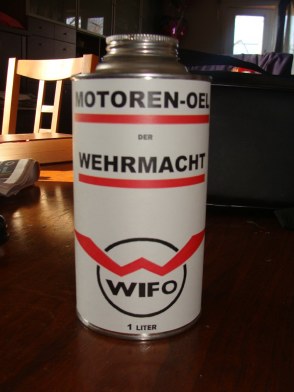 MOTOREN-OEL
DER
WEHRMACHT
WIFO
1 LITER